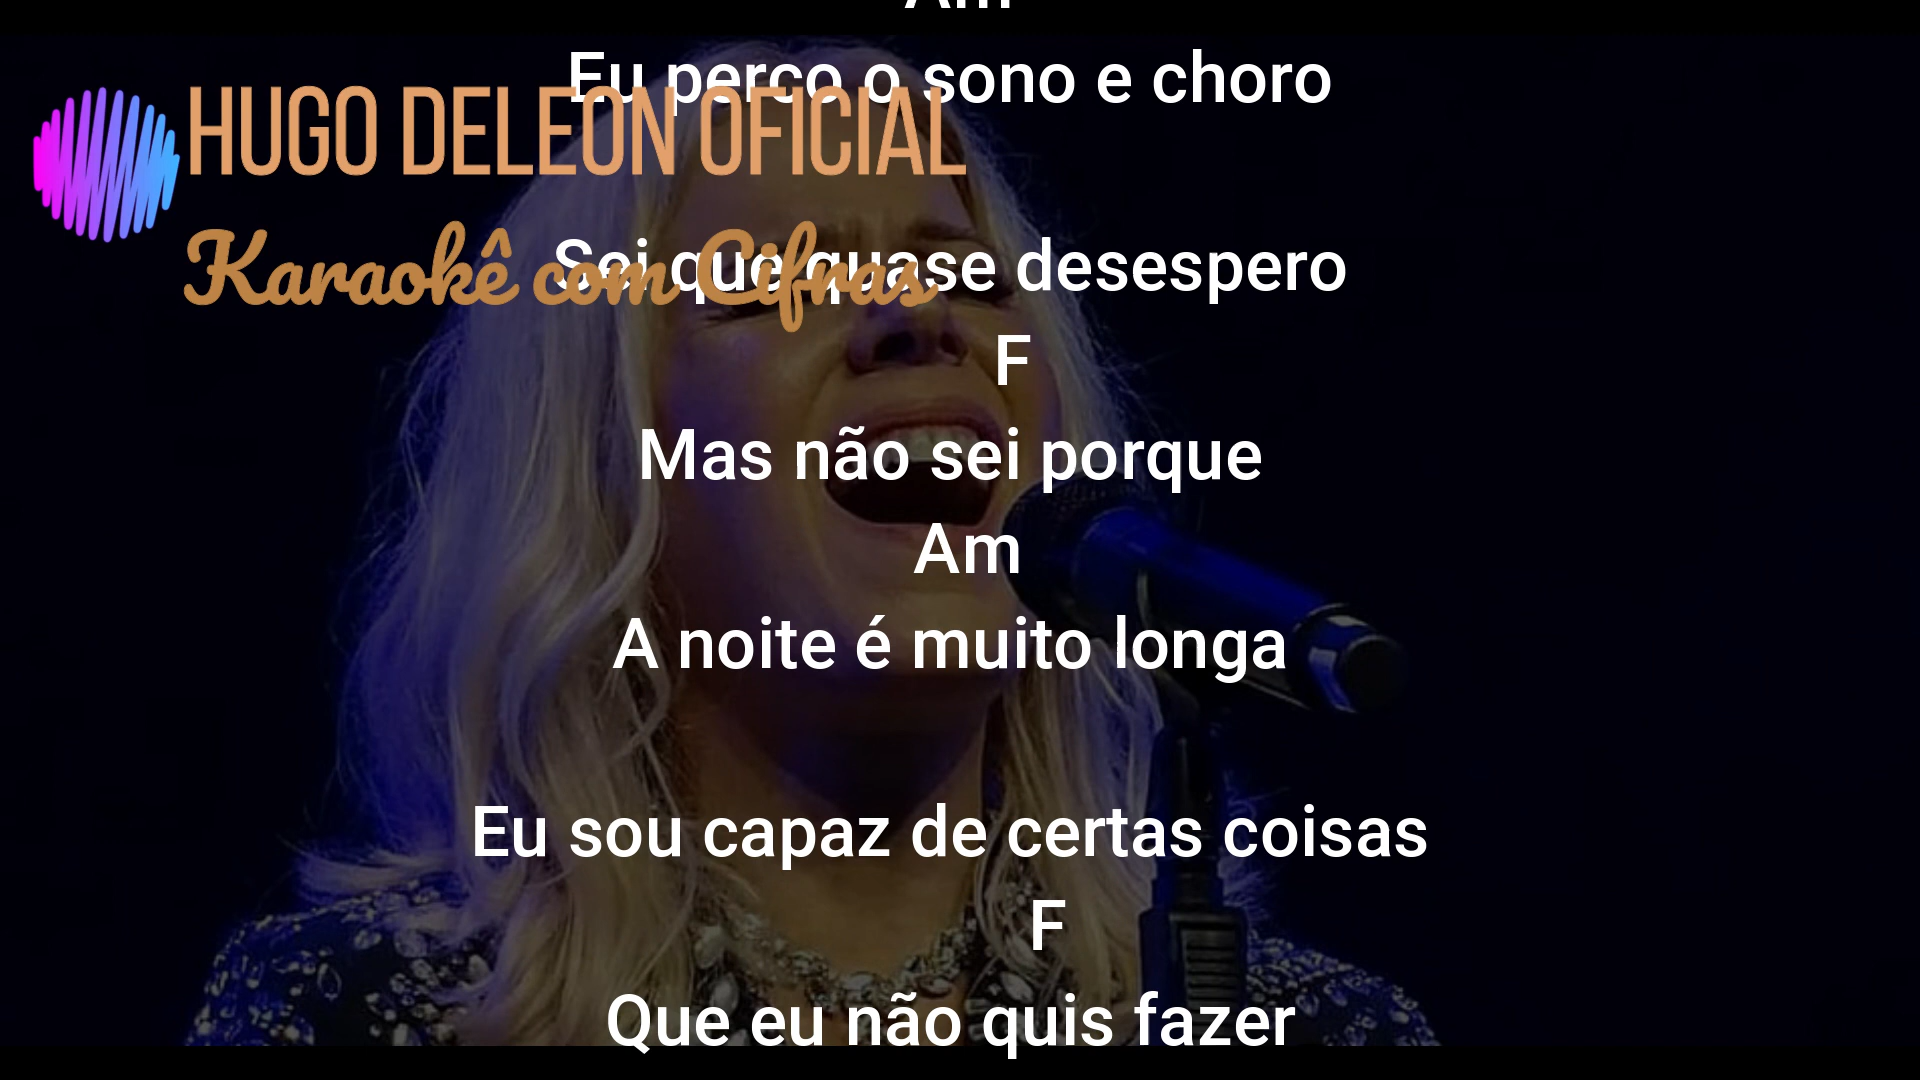 Am
Eu perco o sono e choro
HUGO DELEON OFICIAL
Karaokê com Cifras
Sei que quase desespero
F
Mas não sei porque
Am
A noite é muito longa
Eu sou capaz de certas coisas
F
Que eu não quis fazer